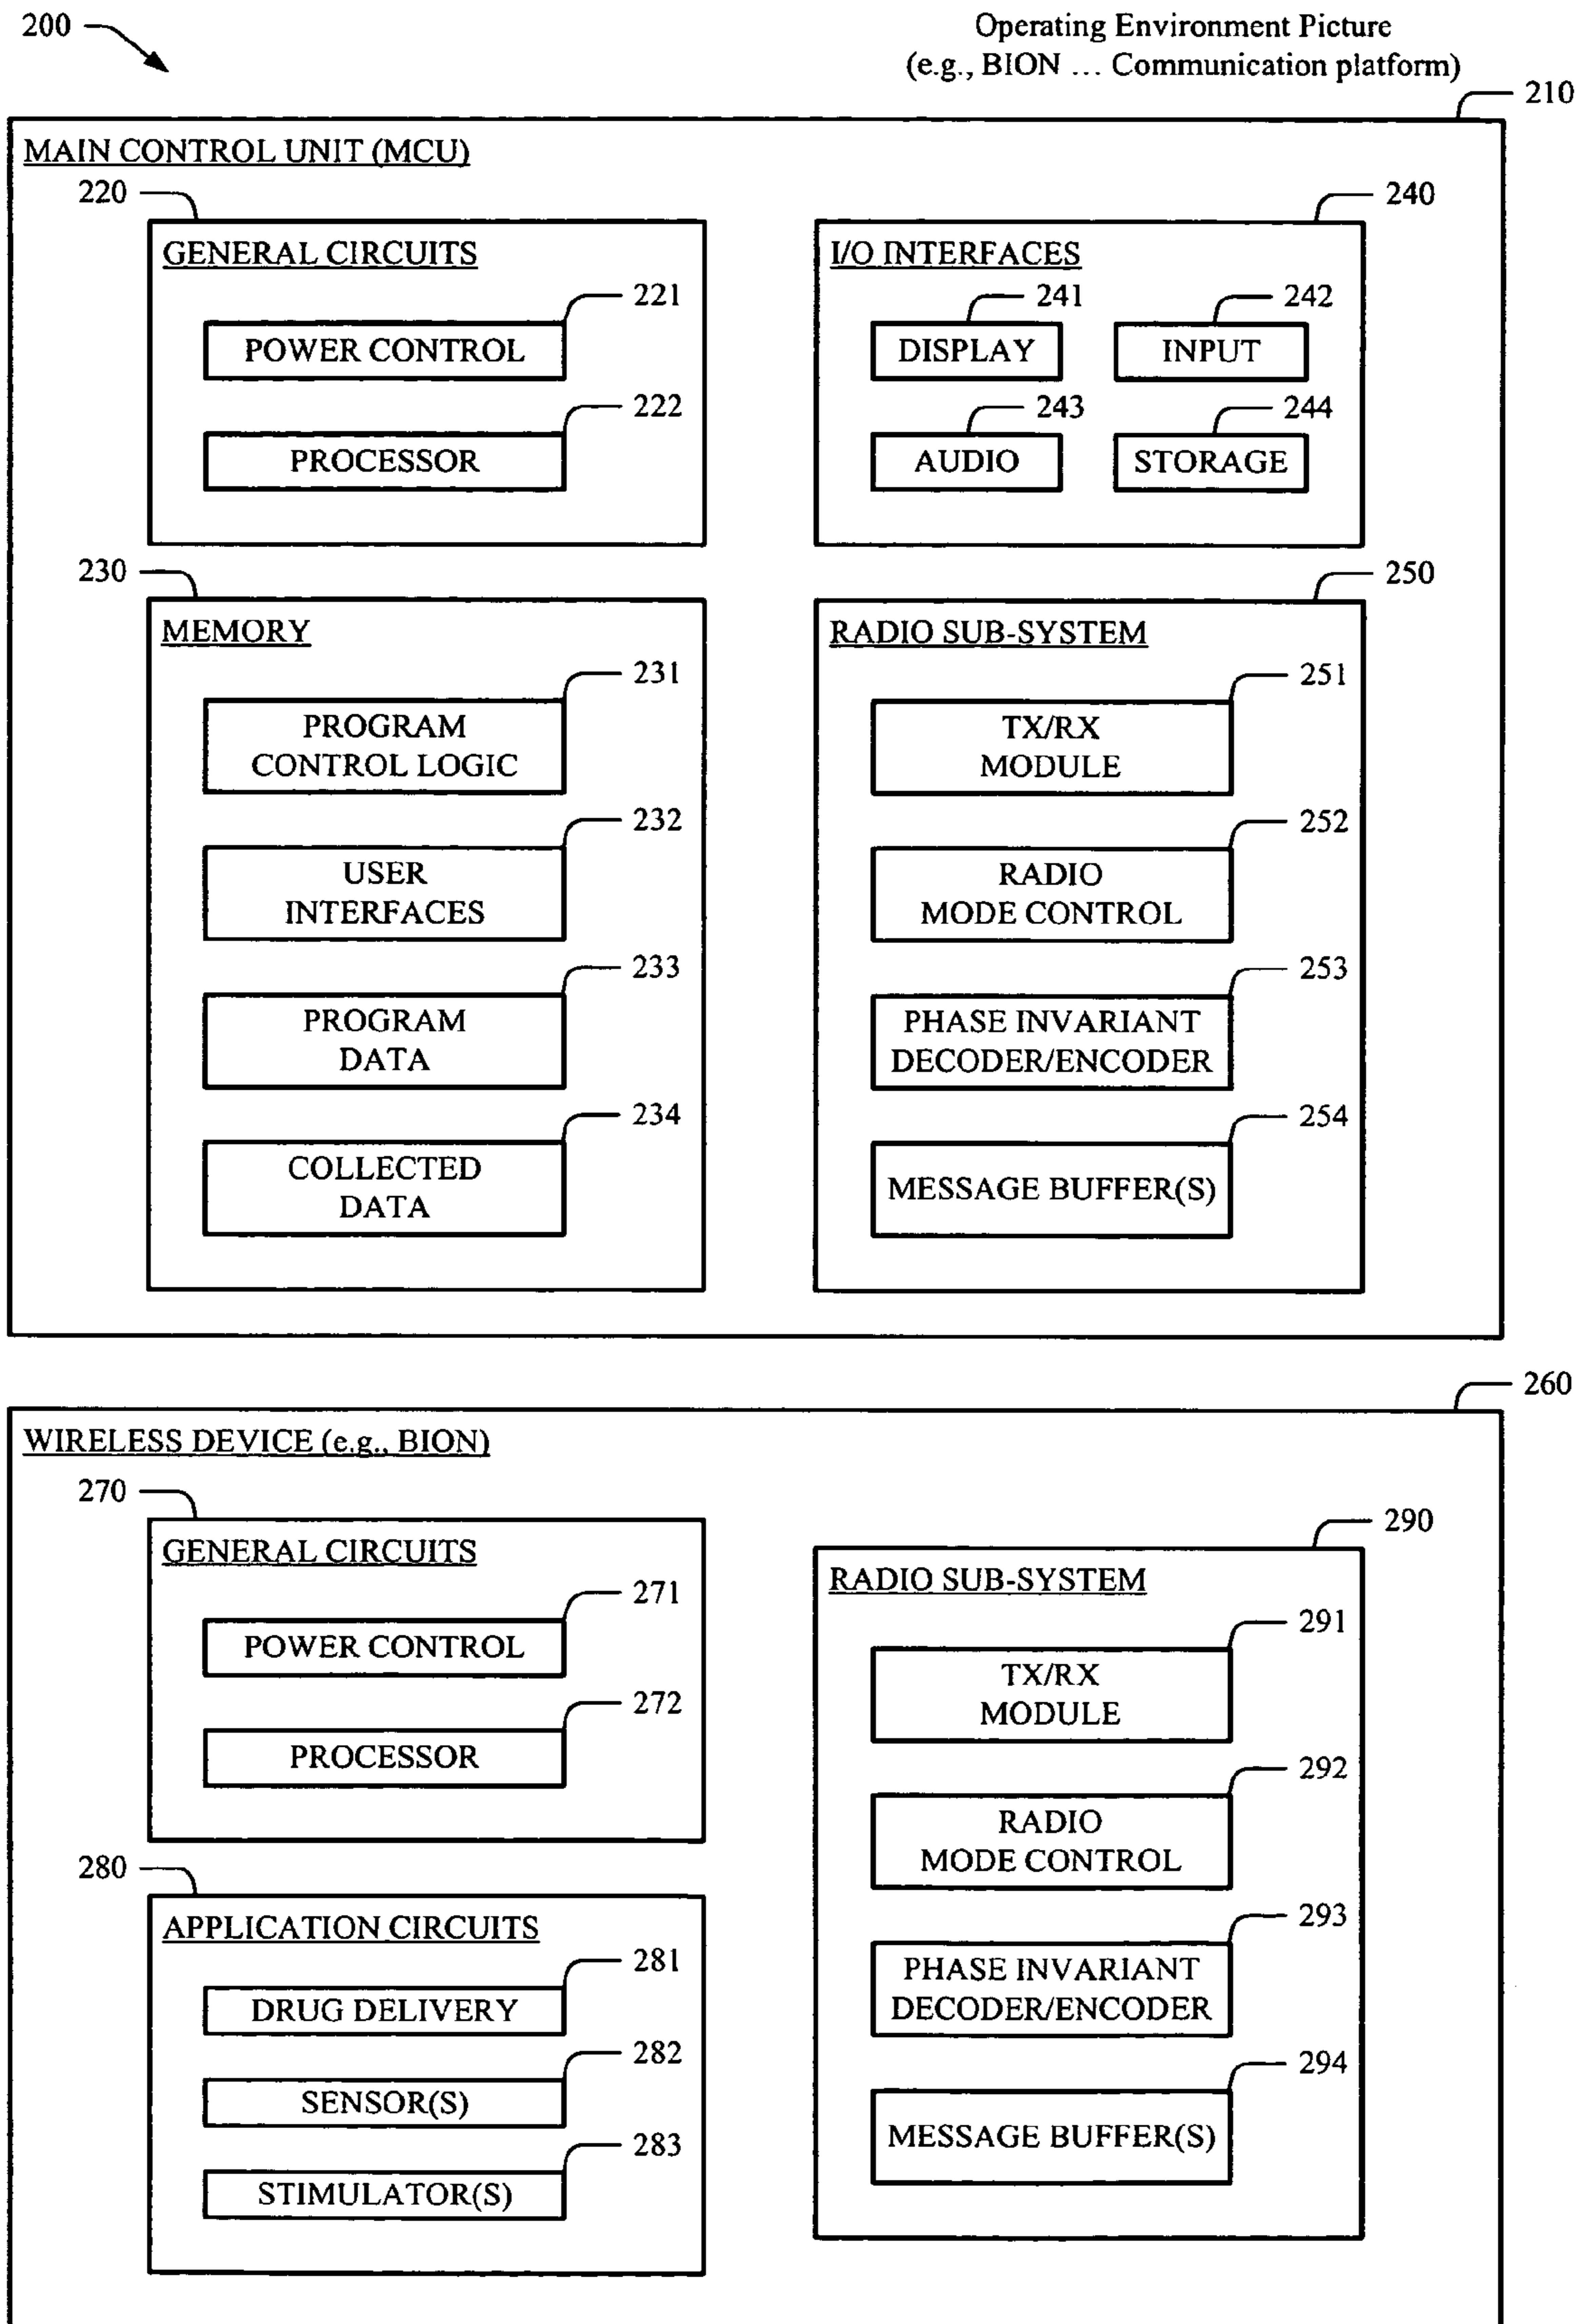 200
Operating Environment Picture
(e.g., BION ... Communication platform)
210
MAIN CONTROL UNIT (MCU)
220
GENERAL CIRCUITS
221
POWER CONTROL
222
PROCESSOR
240
I/O INTERFACES
241
DISPLAY
242
INPUT
243
AUDIO
244
STORAGE
230
MEMORY
231
PROGRAM
CONTROL LOGIC
232
USER
INTERFACES
233
PROGRAM
DATA
234
COLLECTED
DATA
250
RADIO SUB-SYSTEM
251
TX/RX
MODULE
252
RADIO
MODE CONTROL
253
PHASE INVARIANT
DECODER/ENCODER
254
MESSAGE BUFFER(S)
260
WIRELESS DEVICE (e.g., BION)
270
GENERAL CIRCUITS
271
POWER CONTROL
272
PROCESSOR
280
APPLICATION CIRCUITS
281
DRUG DELIVERY
282
SENSOR(S)
283
STIMULATOR(S)
290
RADIO SUB-SYSTEM
291
TX/RX
MODULE
292
RADIO
MODE CONTROL
293
PHASE INVARIANT
DECODER/ENCODER
294
MESSAGE BUFFER(S)